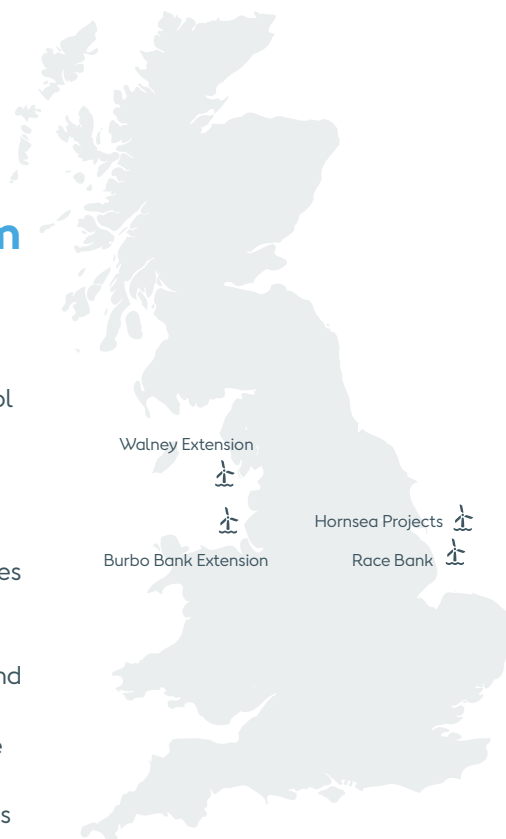 n
ol
Walney Extension
Hornsea Projects
Burbo Bank Extension
Race Bank
es
nd
e
s